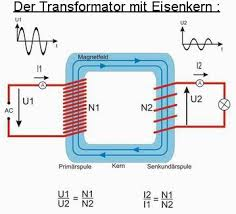 Der Transformator mit Eisenkern :
U1
t
U2
t
Magnetfeld
I1
A
I2
A
AC
U1
N1
N2
U2
Primärspule
Kern
Senkundärspule
U1 = N1
U2 N2
I2 = N1
I1 N2